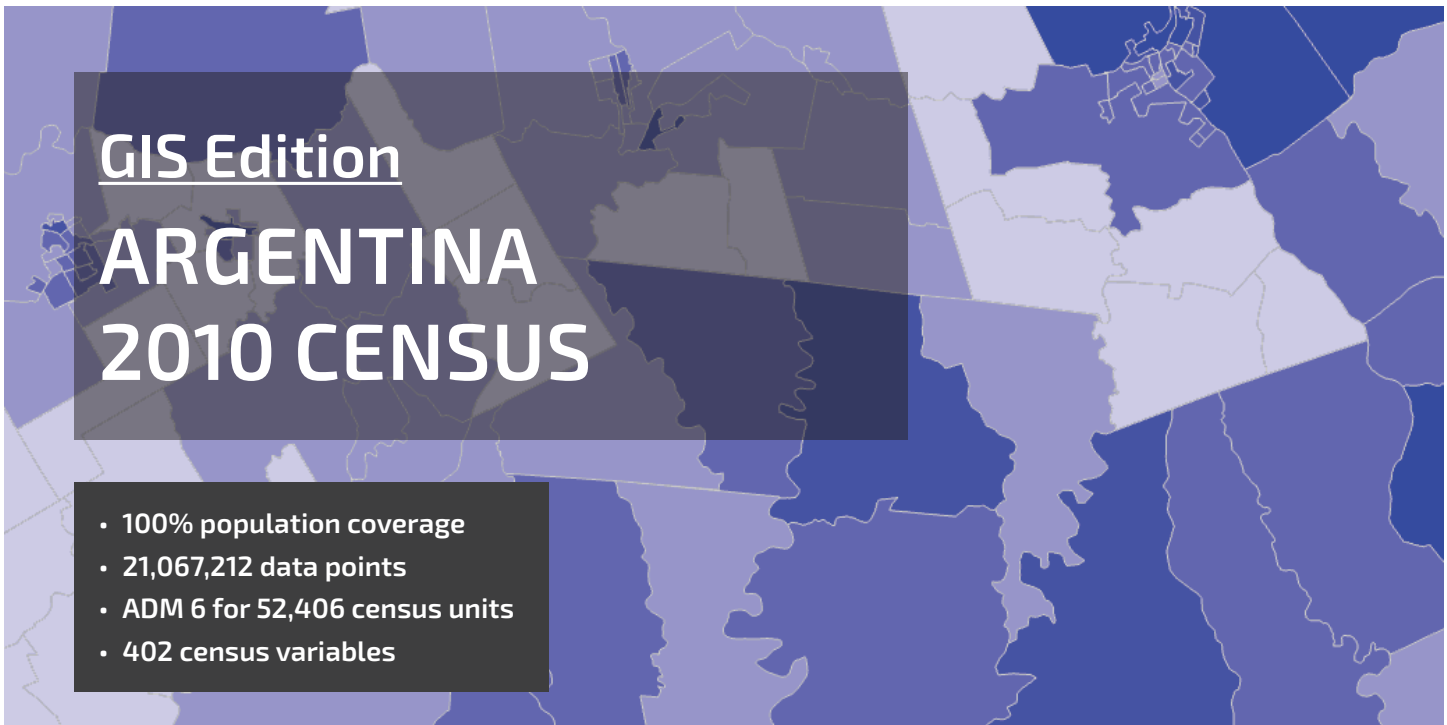 GIS Edition
ARGENTINA
2010 CENSUS
• 100% population coverage
• 21,067,212 data points
• ADM 6 for 52,406 census units
• 402 census variables